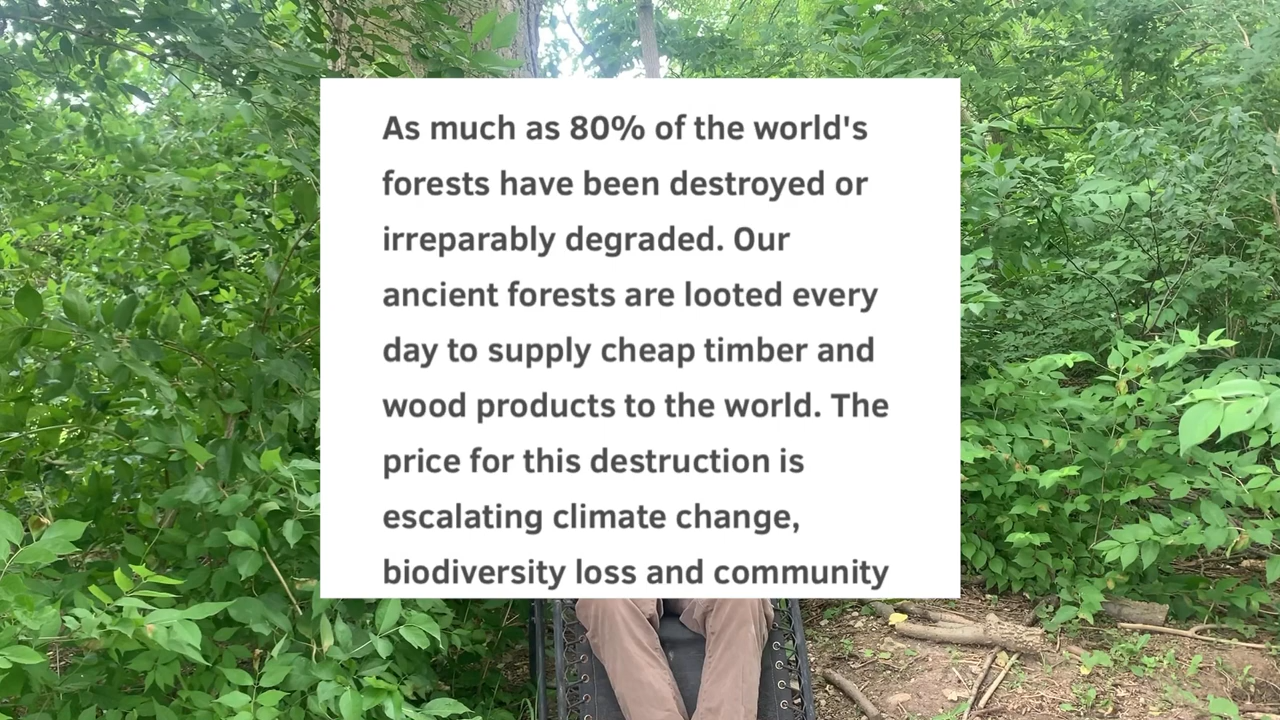 As much as 80% of the world's
forests have been destroyed or
irreparably degraded. Our
ancient forests are looted every
day to supply cheap timber and
wood products to the world. The
price for this destruction is
escalating climate change,
biodiversity loss and community